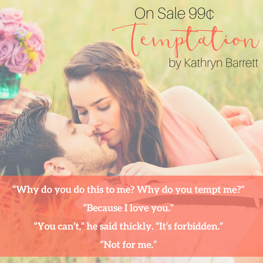 On Sale 99¢
Temptation
by Kathryn Barrett
"Why do you do this to me? Why do you tempt me?"
"Because I love you."
"You can't," he said thickly. "It's forbidden."
"Not for me."